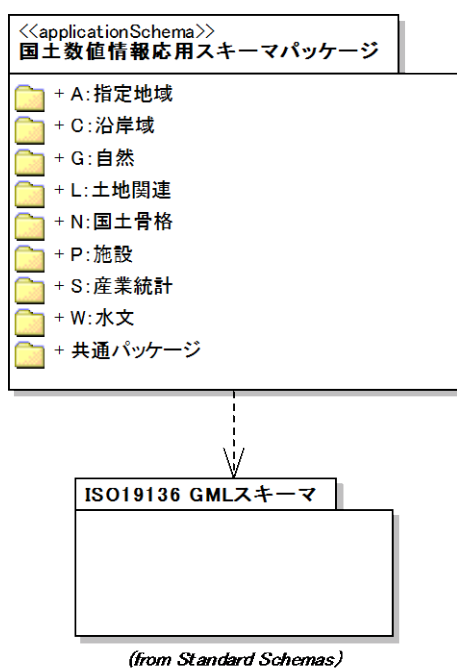 <<applicationSchema>>
国土数値情報応用スキーマパッケージ
+ A:指定地域
+ C:沿岸域
+ G:自然
+ L:土地関連
+ N:国土骨格
+ P:施設
+ S:産業統計
+ W:水文
+ 共通パッケージ
ISO19136 GMLスキーマ
(from Standard Schemas)